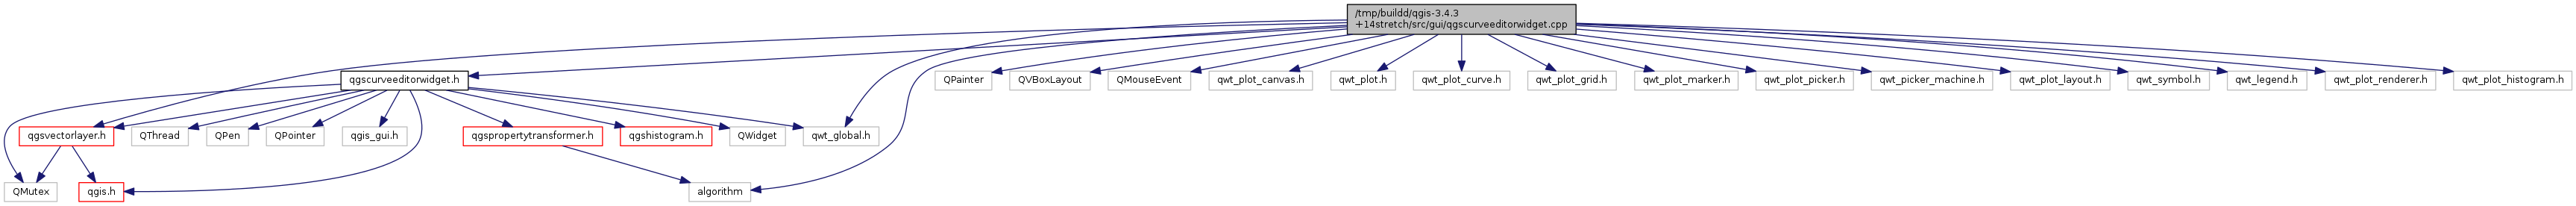 /tmp/buildd/qgis-3.4.3
+14stretch/src/gui/qgscurveeditorwidget.cpp
qgscurveeditorwidget.h
QPainter
QVBoxLayout
QMouseEvent
qwt_plot_canvas.h
qwt_plot.h
qwt_plot_curve.h
qwt_plot_grid.h
qwt_plot_marker.h
qwt_plot_picker.h
qwt_picker_machine.h
qwt_plot_layout.h
qwt_symbol.h
qwt_legend.h
qwt_plot_renderer.h
qwt_plot_histogram.h
qgsvectorlayer.h
QThread
QPen
QPointer
qgis_gui.h
qgspropertytransformer.h
qgshistogram.h
QWidget
qwt_global.h
QMutex
qgis.h
algorithm